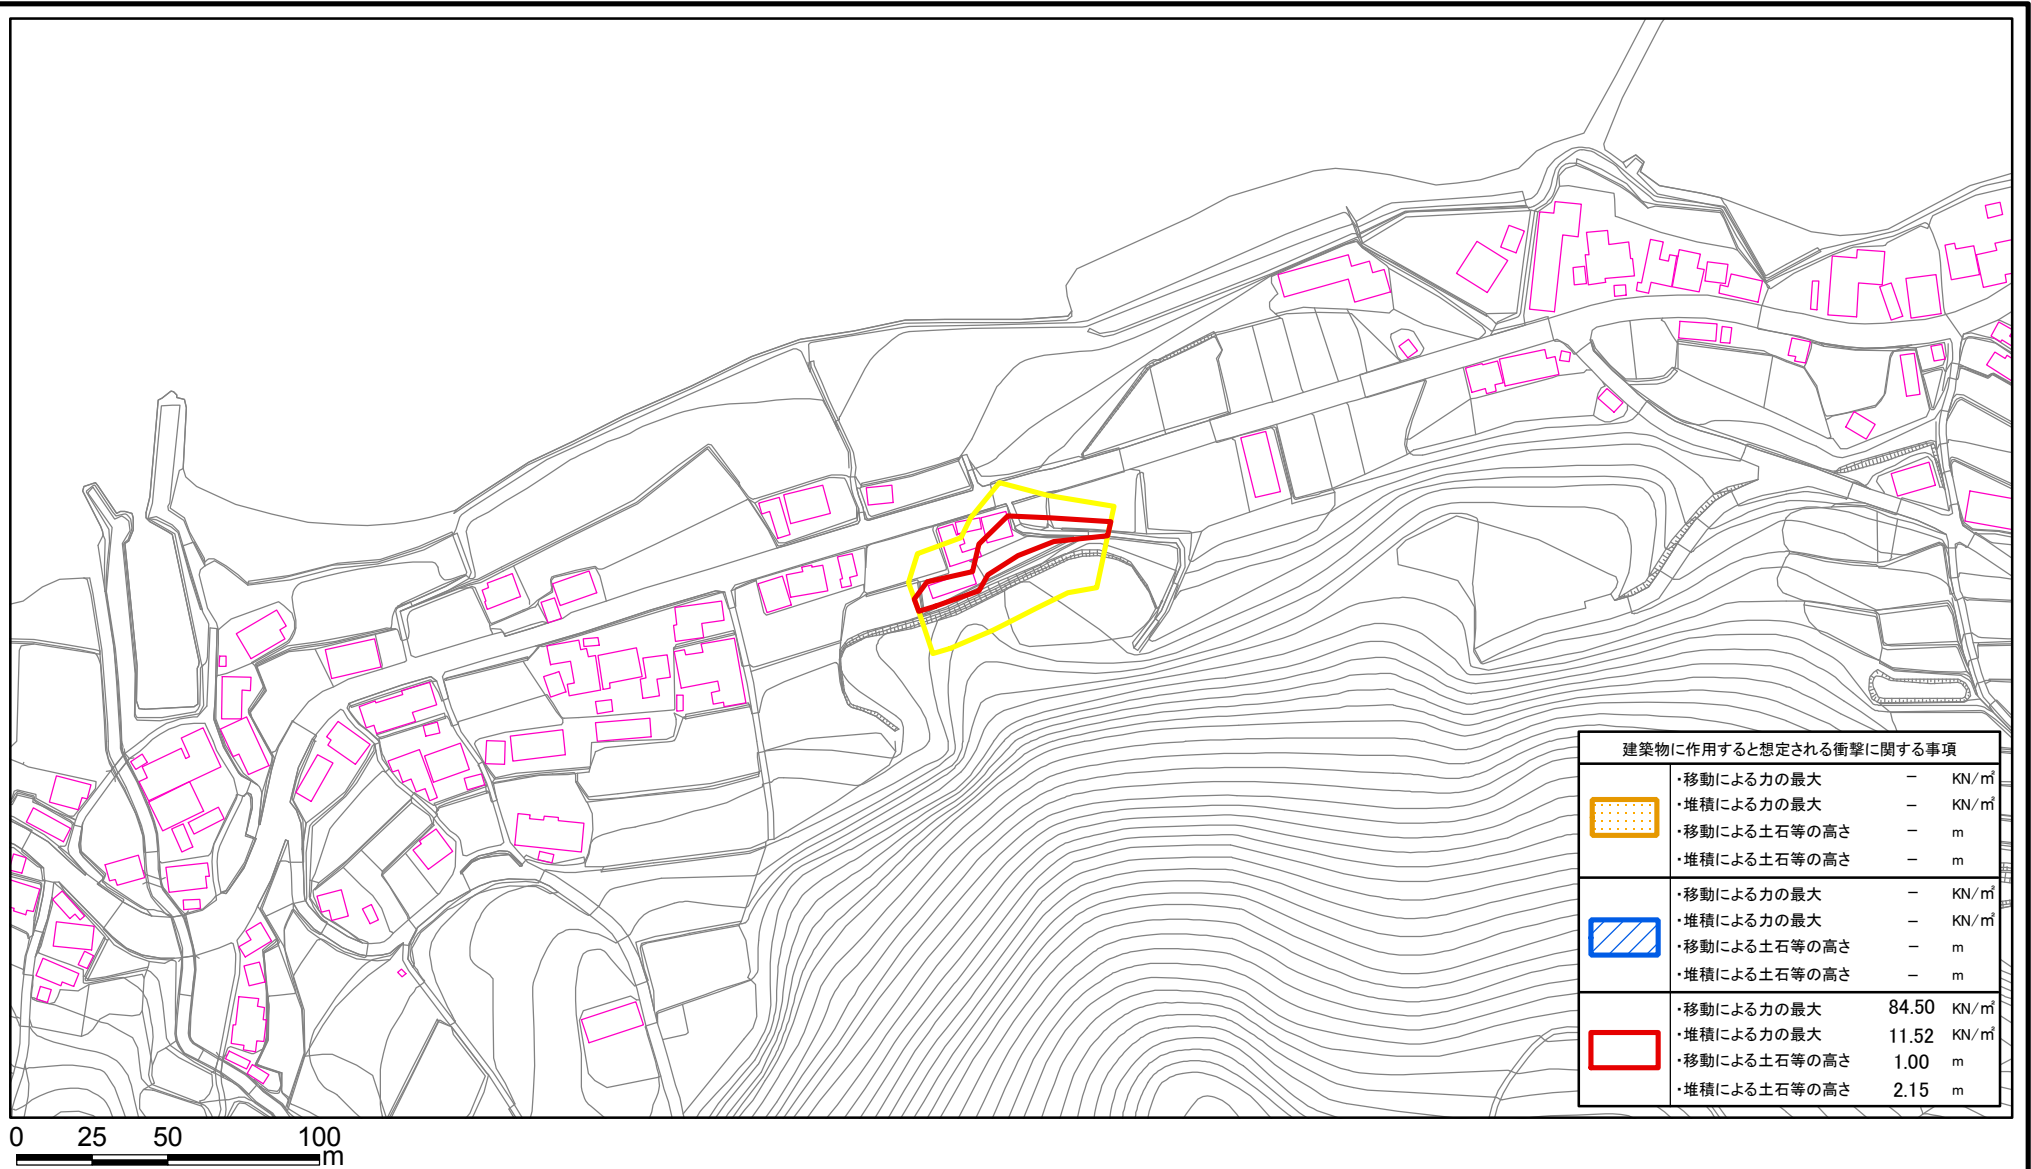 建築物に作用すると想定される衝撃に関する事項
・移動による力の最大 － KN/㎡
・堆積による力の最大 － KN/㎡
・移動による土石等の高さ － m
・堆積による土石等の高さ － m
・移動による力の最大 － KN/㎡
・堆積による力の最大 － KN/㎡
・移動による土石等の高さ － m
・堆積による土石等の高さ － m
・移動による力の最大 84.50 KN/㎡
・堆積による力の最大 11.52 KN/㎡
・移動による土石等の高さ 1.00 m
・堆積による土石等の高さ 2.15 m
0 25 50 100
m